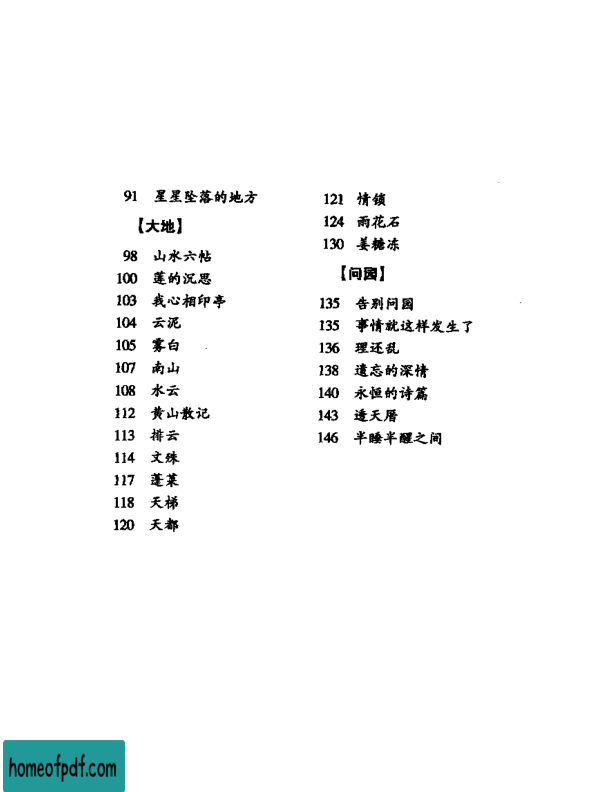 91 星星坠落的地方
【大地】
98 山水六帖
100 莲的沉思
103 我心相印亭
104 云泥
105 雾白
107 南山
108 水云
112 黄山散记
113 排云
114 文殊
117 蓬莱
118 天梯
120 天都
121 情锁
124 雨花石
130 姜糖冻
【问园】
135 告别问园
135 事情就这样发生了
136 理还乱
138 遗忘的深情
140 永恒的诗篇
143 透天厝
146 半睡半醒之间
homeofpdf.com